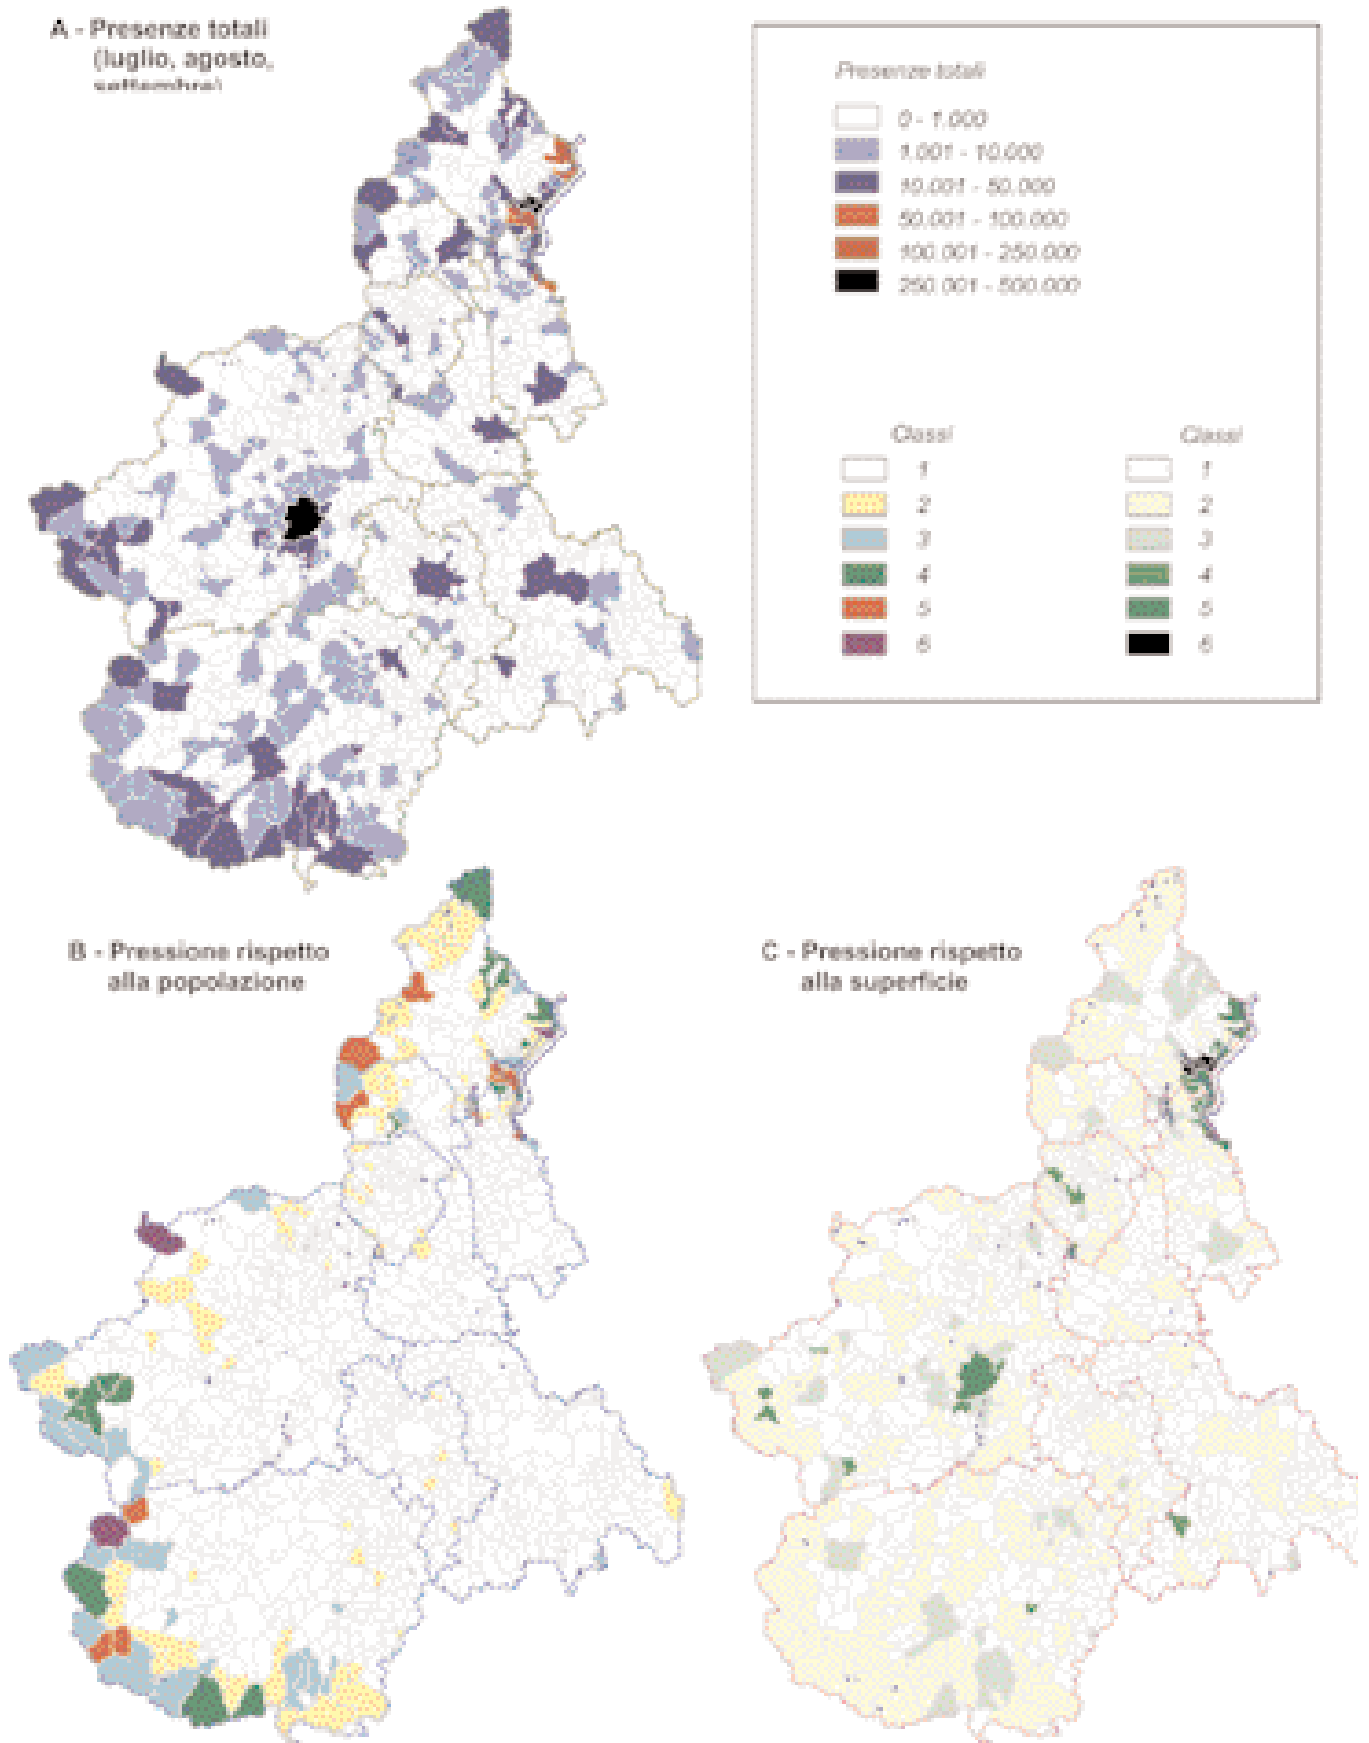 A - Presenze totali
(luglio, agosto,
settembre)
Presenze totali
0 - 1.000
1.001 - 10.000
10.001 - 50.000
50.001 - 100.000
100.001 - 250.000
250.001 - 500.000
Classi
1
2
3
4
5
6
Classi
1
2
3
4
5
6
B - Pressione rispetto
alla popolazione
C - Pressione rispetto
alla superficie